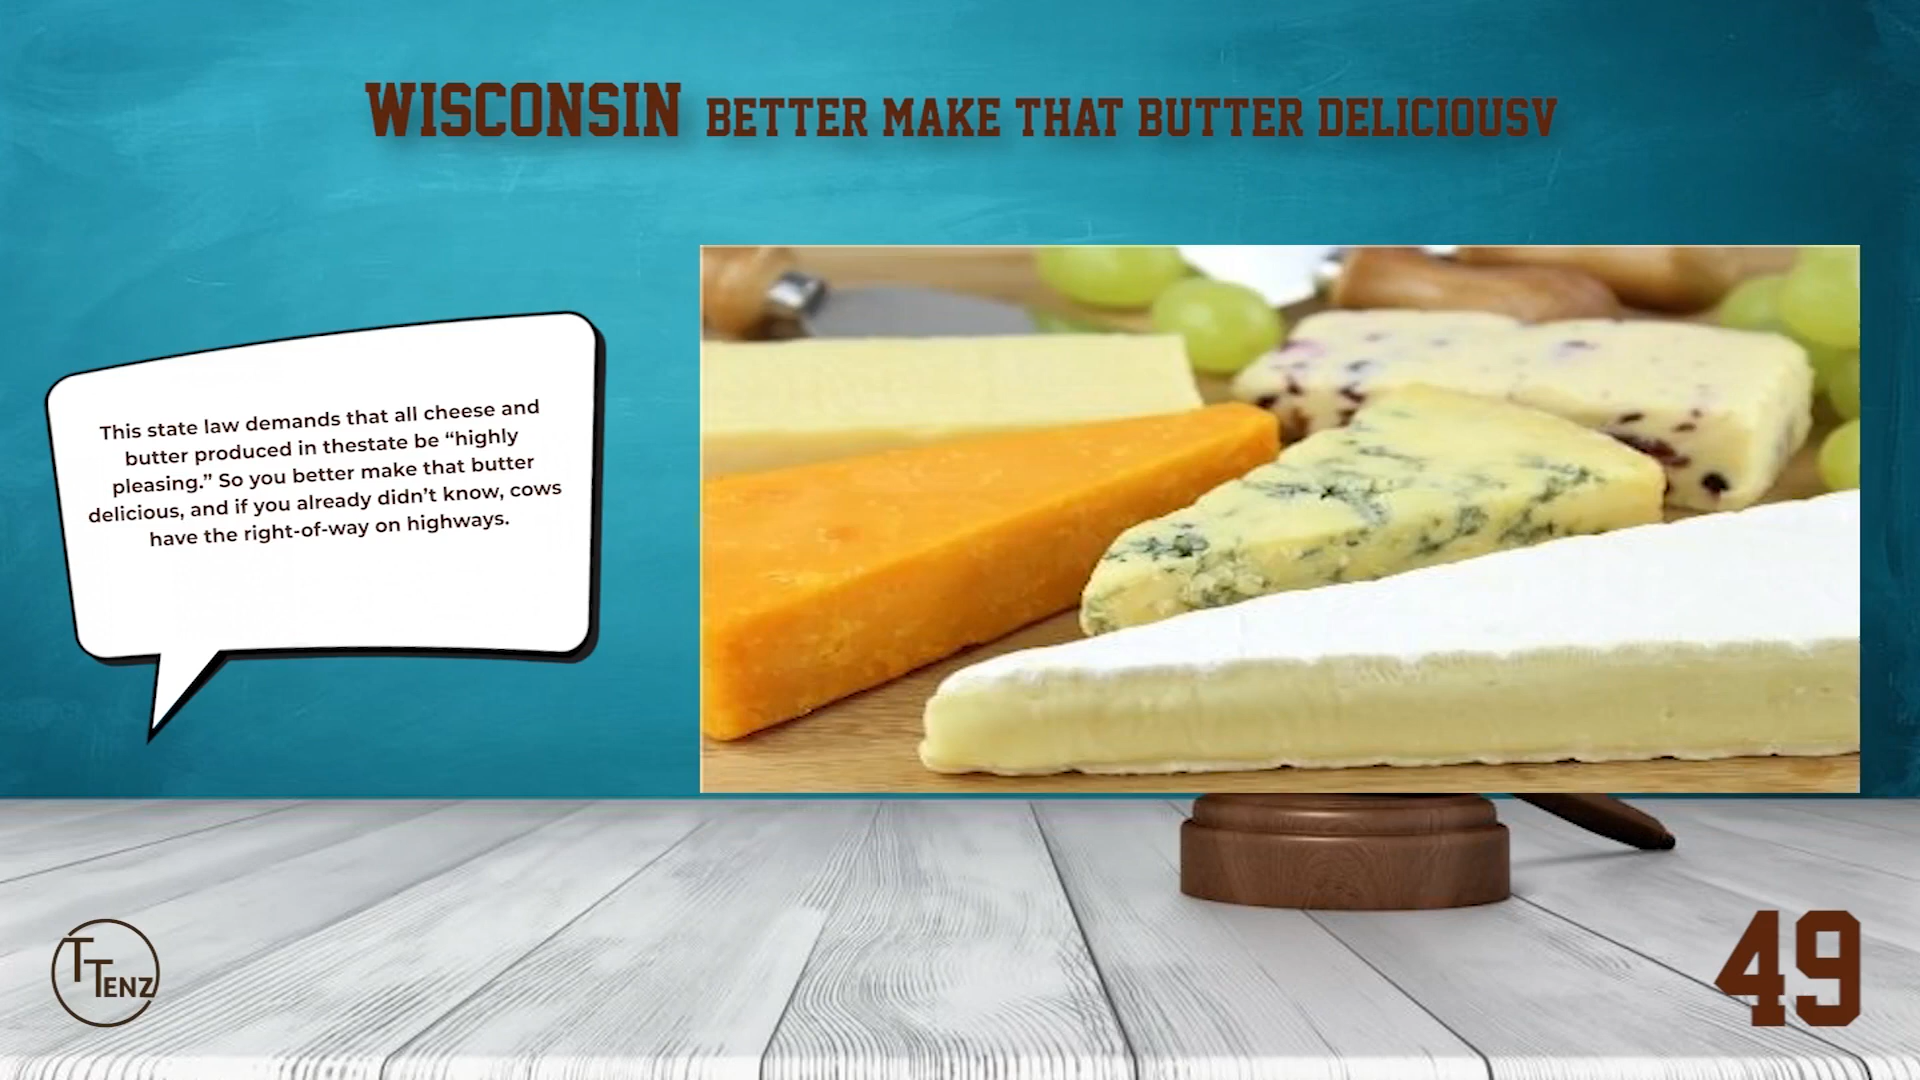 WISCONSIN BETTER MAKE THAT BUTTER DELICIOUSV
This state law demands that all cheese and
butter produced in thestate be “highly
pleasing.” So you better make that butter
delicious, and if you already didn’t know, cows
have the right-of-way on highways.
TTENZ
49